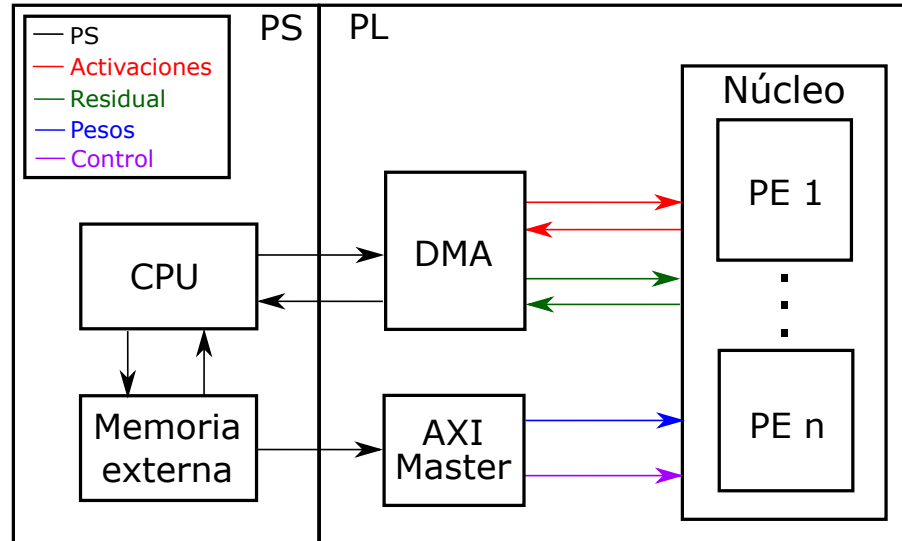 PS
Activaciones
Residual
Pesos
Control
PS
PL
Núcleo
PE 1
CPU
DMA
PE n
Memoria
externa
AXI
Master